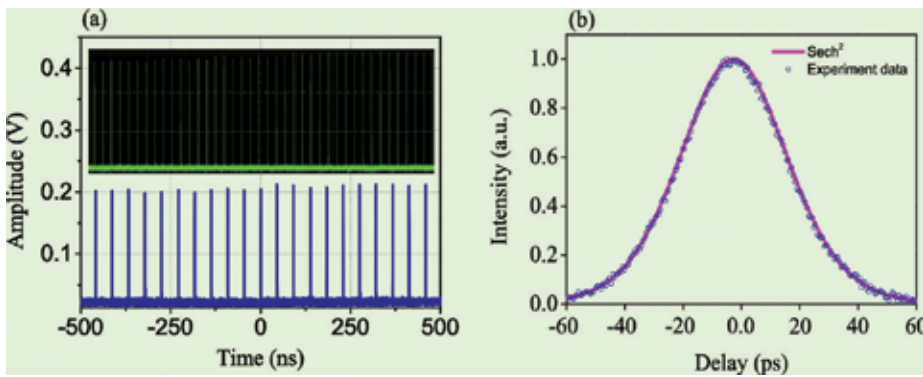 (a)
0.4
0.3
0.2
0.1
Amplitude (V)
-500 -250 0 250 500
Time (ns)
(b)
Sech²
Experiment data
1.0
0.8
0.6
0.4
0.2
0.0
Intensity (a.u.)
-60 -40 -20 0.0 20 40 60
Delay (ps)